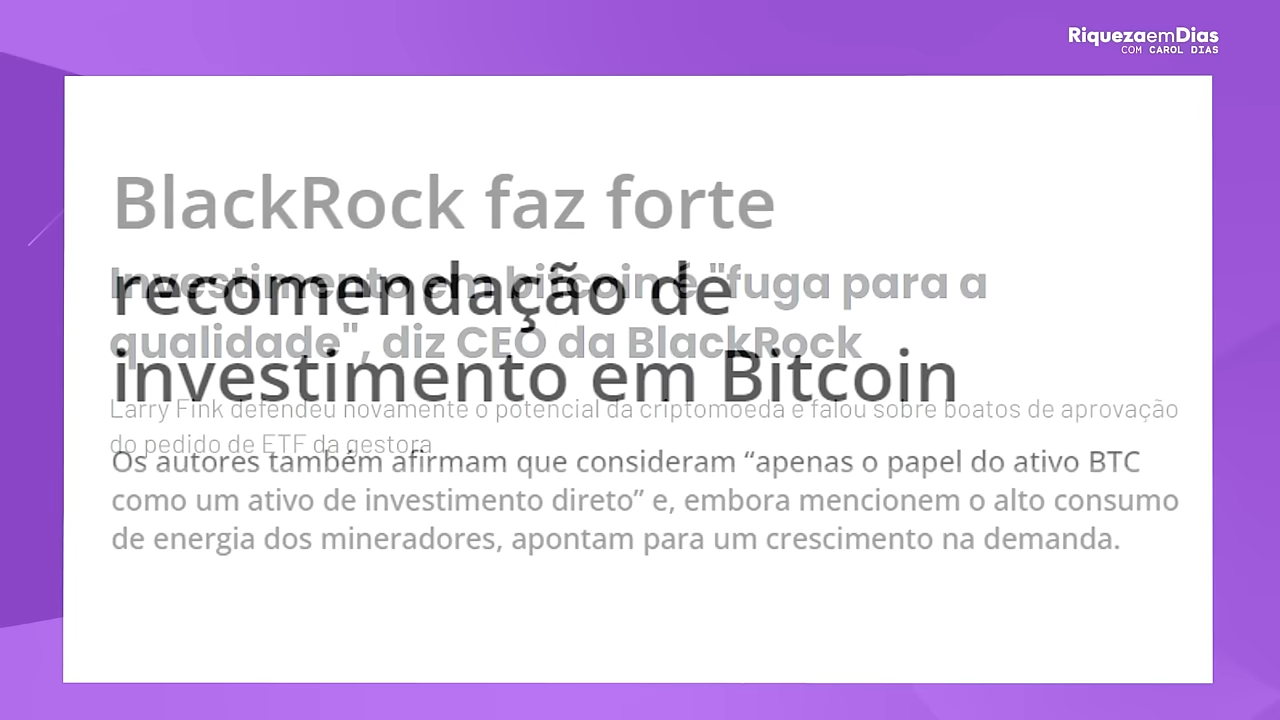 RiquezaemDias
COM CAROL DIAS
BlackRock faz forte
recomendação de
investimento em Bitcoin
Os autores também afirmam que consideram “apenas o papel do ativo BTC
como um ativo de investimento direto” e, embora mencionem o alto consumo
de energia dos mineradores, apontam para um crescimento na demanda.
Investimento em bitcoin é "fuga para a
qualidade", diz CEO da BlackRock
Larry Fink defendeu novamente o potencial da criptomoeda e falou sobre boatos de aprovação
do pedido de ETF da gestora